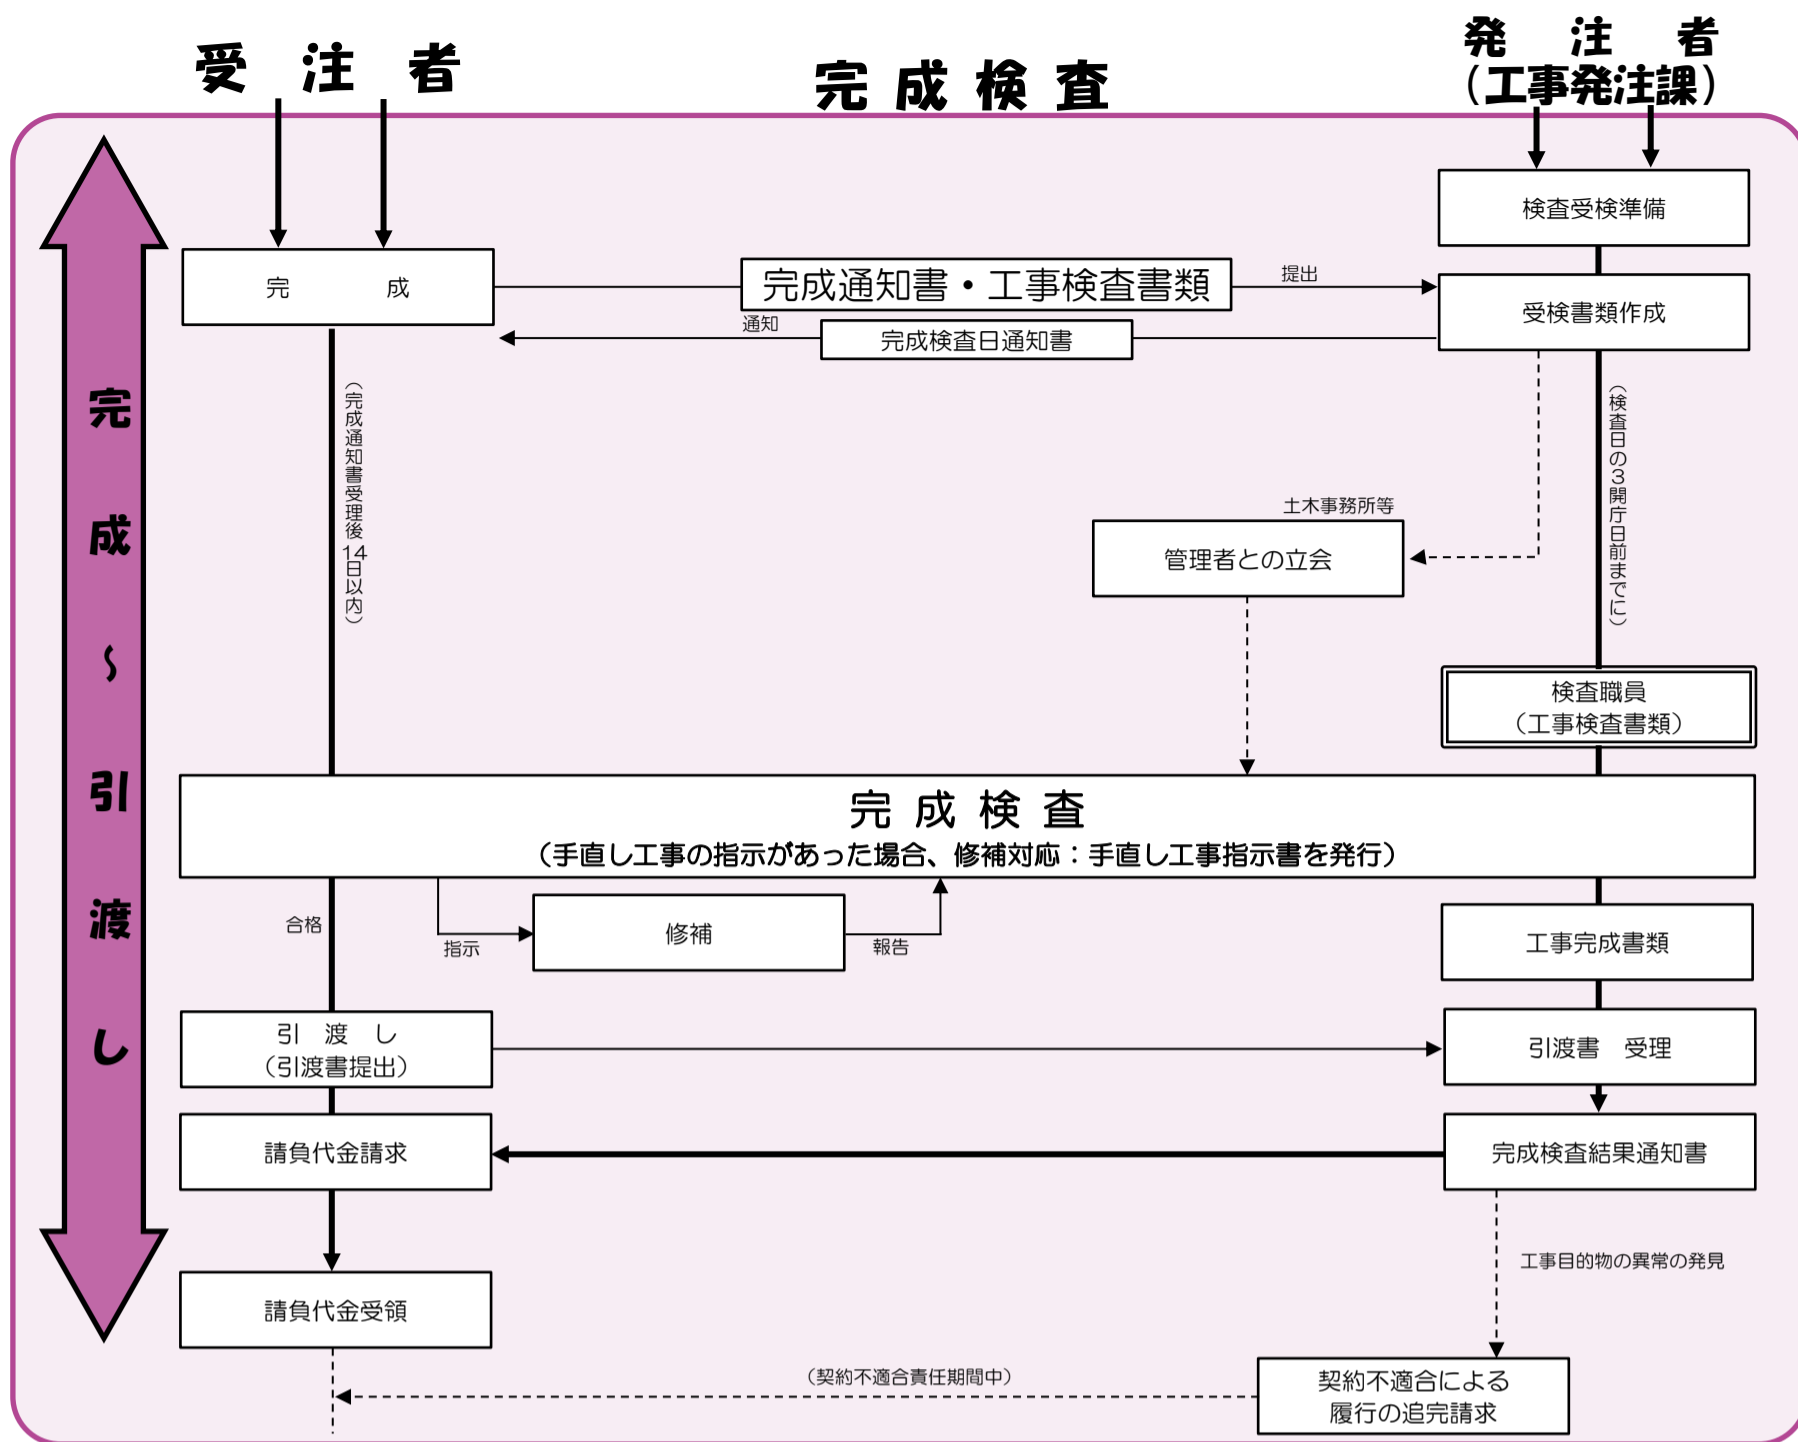 受　注　者
完 成 検 査
発　注　者
（工事発注課）
検査受検準備
完　　　　成
完成通知書・工事検査書類
提出
受検書類作成
通知
完成検査日通知書
（完成通知書受理後14日以内）
（検査日の３開庁日前までに）
土木事務所等
管理者との立会
検査職員
（工事検査書類）
完 成 検 査
（手直し工事の指示があった場合、修補対応：手直し工事指示書を発行）
合格
指示
修補
報告
工事完成書類
引　渡　し
（引渡書提出）
引渡書　受理
請負代金請求
完成検査結果通知書
工事目的物の異常の発見
請負代金受領
（契約不適合責任期間中）
契約不適合による
履行の追完請求
完成～引渡し